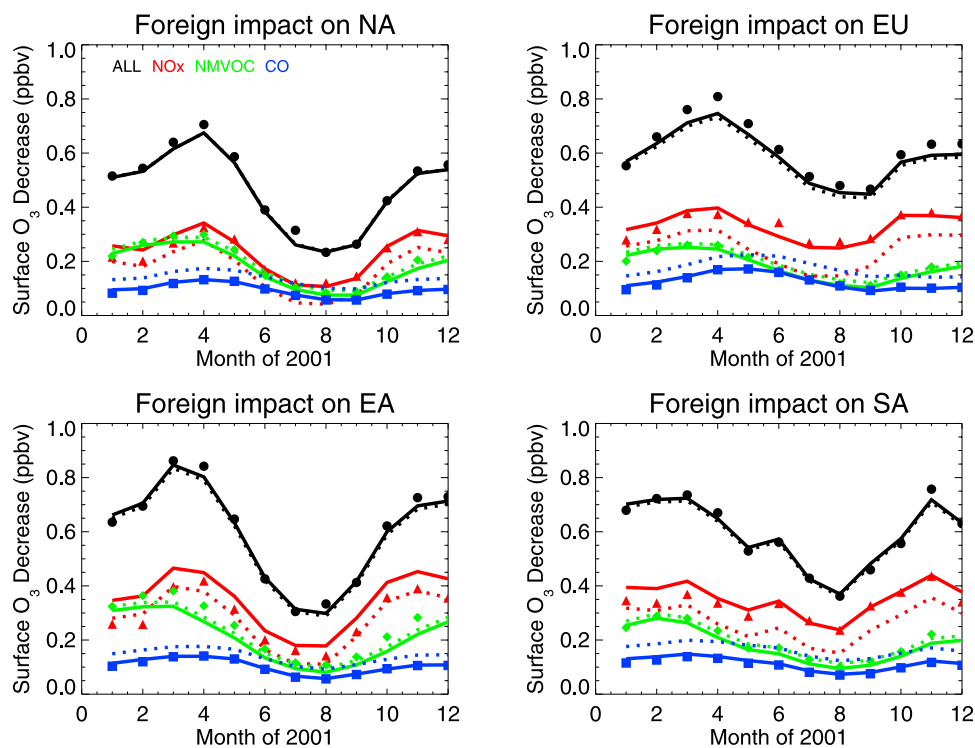 Foreign impact on NA
1.0
0.8
0.6
0.4
0.2
0.0
Surface O3 Decrease (ppbv)
ALL NOx NMVOC CO
0 2 4 6 8 10 12
Month of 2001
Foreign impact on EU
1.0
0.8
0.6
0.4
0.2
0.0
Surface O3 Decrease (ppbv)
0 2 4 6 8 10 12
Month of 2001
Foreign impact on EA
1.0
0.8
0.6
0.4
0.2
0.0
Surface O3 Decrease (ppbv)
0 2 4 6 8 10 12
Month of 2001
Foreign impact on SA
1.0
0.8
0.6
0.4
0.2
0.0
Surface O3 Decrease (ppbv)
0 2 4 6 8 10 12
Month of 2001